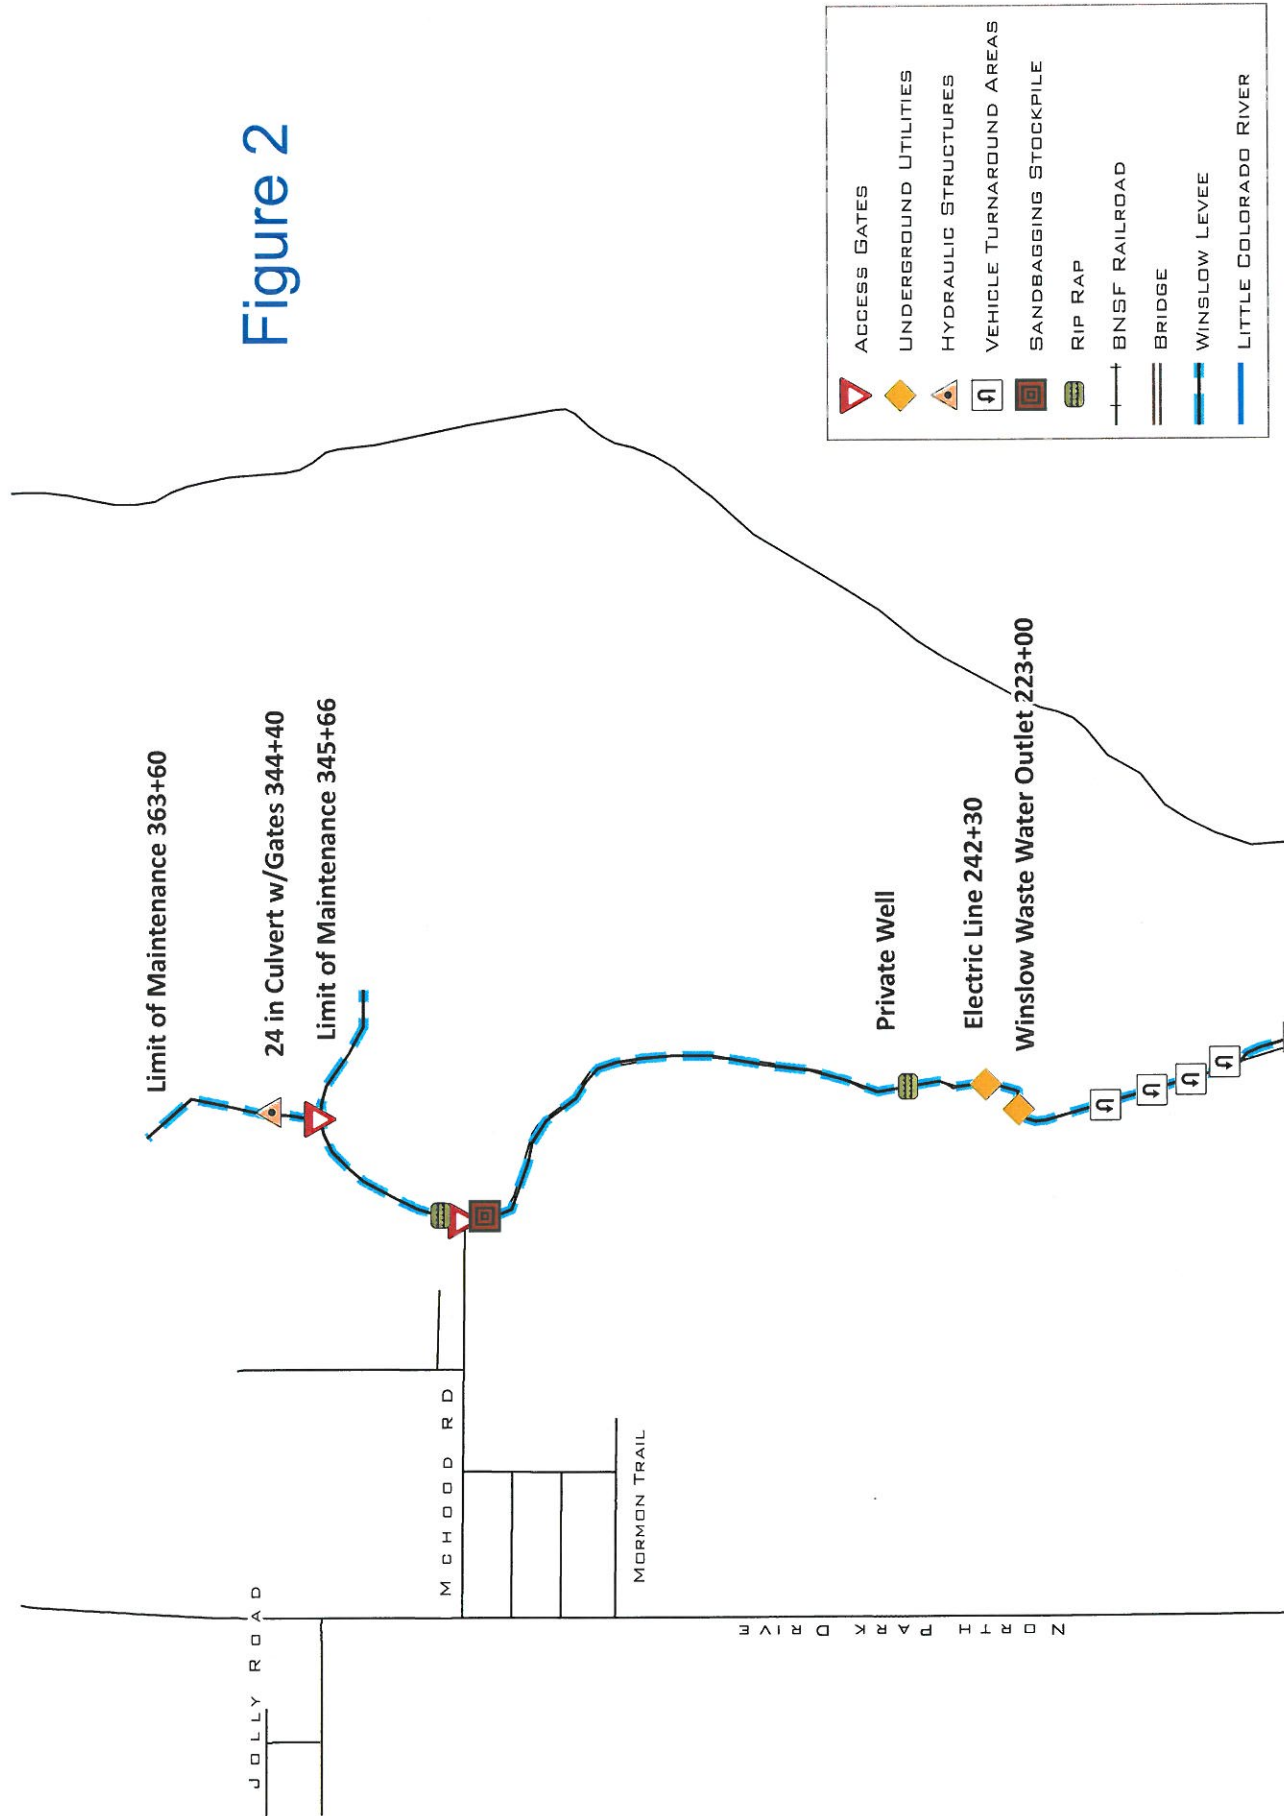 Figure 2
Limit of Maintenance 363+60
24 in Culvert w/Gates 344+40
Limit of Maintenance 345+66
Private Well
Electric Line 242+30
Winslow Waste Water Outlet 223+00
JOLLY ROAD
MCHOOD RD
MORMON TRAIL
NORTH PARK DRIVE
ACCESS GATES
UNDERGROUND UTILITIES
HYDRAULIC STRUCTURES
VEHICLE TURNAROUND AREAS
SANDBAGGING STOCKPILE
RIP RAP
BNSF RAILROAD
BRIDGE
WINSLOW LEVEE
LITTLE COLORADO RIVER